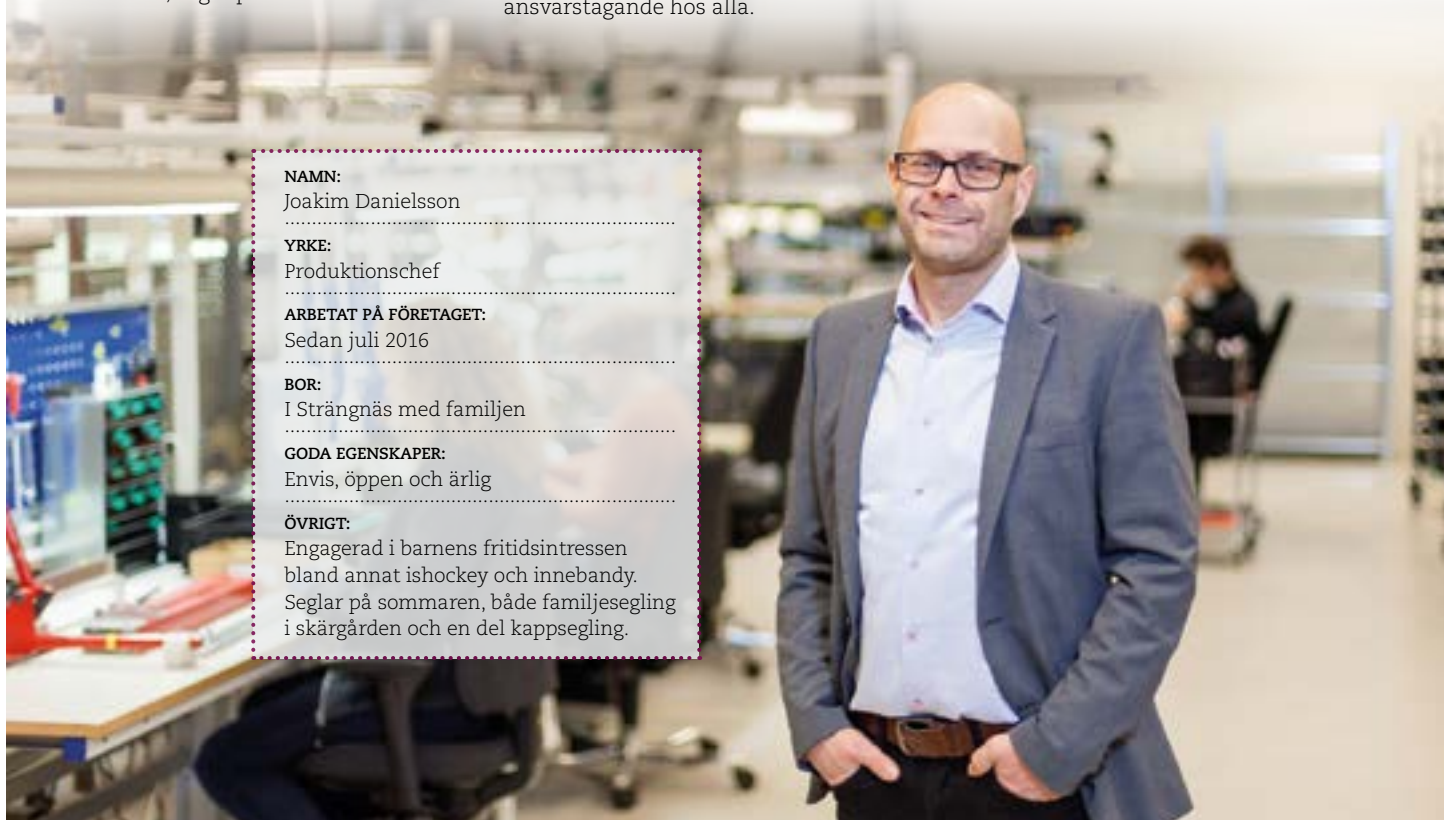 ansvarstagande hos alla.
NAMN:
Joakim Danielsson
YRKE:
Produktionschef
ARBETAT PÅ FÖRETAGET:
Sedan juli 2016
BOR:
I Strängnäs med familjen
GODA EGENSKAPER:
Envis, öppen och ärlig
ÖVRIGT:
Engagerad i barnens fritidsintressen
bland annat ishockey och innebandy.
Seglar på sommaren, både familjesegling
i skärgården och en del kappsegling.